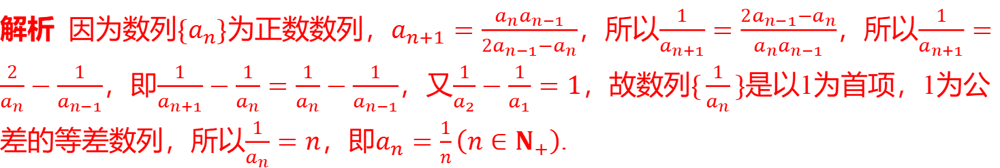 解析 因为数列{$a_n$}为正数数列，$a_{n+1}=\frac{a_n a_{n-1}}{2a_{n-1}-a_n}$，所以$\frac{1}{a_{n+1}}=\frac{2a_{n-1}-a_n}{a_n a_{n-1}}$，所以$\frac{1}{a_{n+1}}=$
$\frac{2}{a_n}-\frac{1}{a_{n-1}}$，即$\frac{1}{a_{n+1}}-\frac{1}{a_n}=\frac{1}{a_n}-\frac{1}{a_{n-1}}$，又$\frac{1}{a_2}-\frac{1}{a_1}=1$，故数列{$\frac{1}{a_n}$}是以1为首项，1为公
差的等差数列，所以$\frac{1}{a_n}=n$，即$a_n=\frac{1}{n}(n\in\mathbf{N}_+)$.